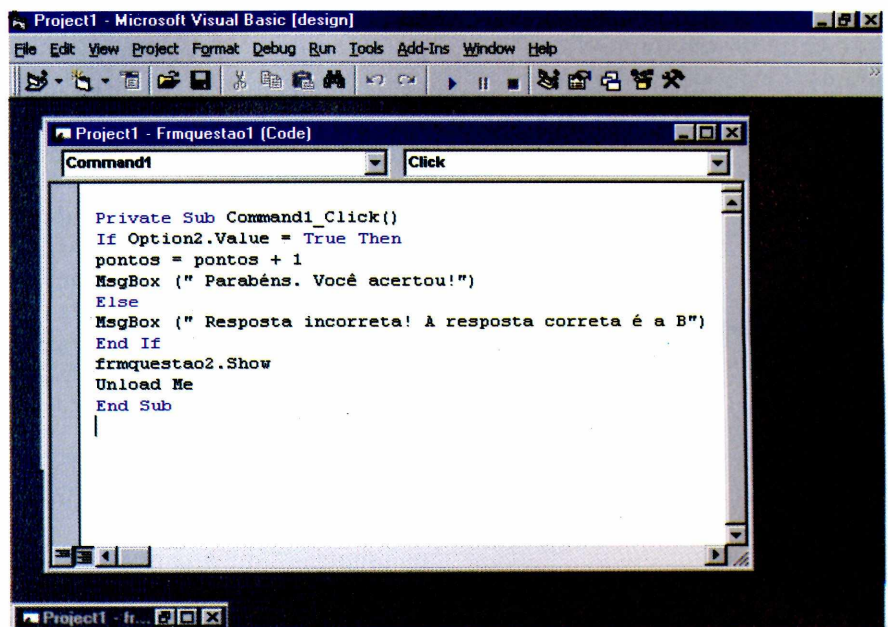 Project1 - Microsoft Visual Basic [design]
File Edit View Project Format Debug Run Tools Add-Ins Window Help
Project1 - Frmquestao1 (Code)
Command1 Click
Private Sub Command1_Click()
If Option2.Value = True Then
pontos = pontos + 1
MsgBox (" Parabéns. Você acertou!")
Else
MsgBox (" Resposta incorreta! A resposta correta é a B")
End If
frmquestao2.Show
Unload Me
End Sub
Project1 - fr...